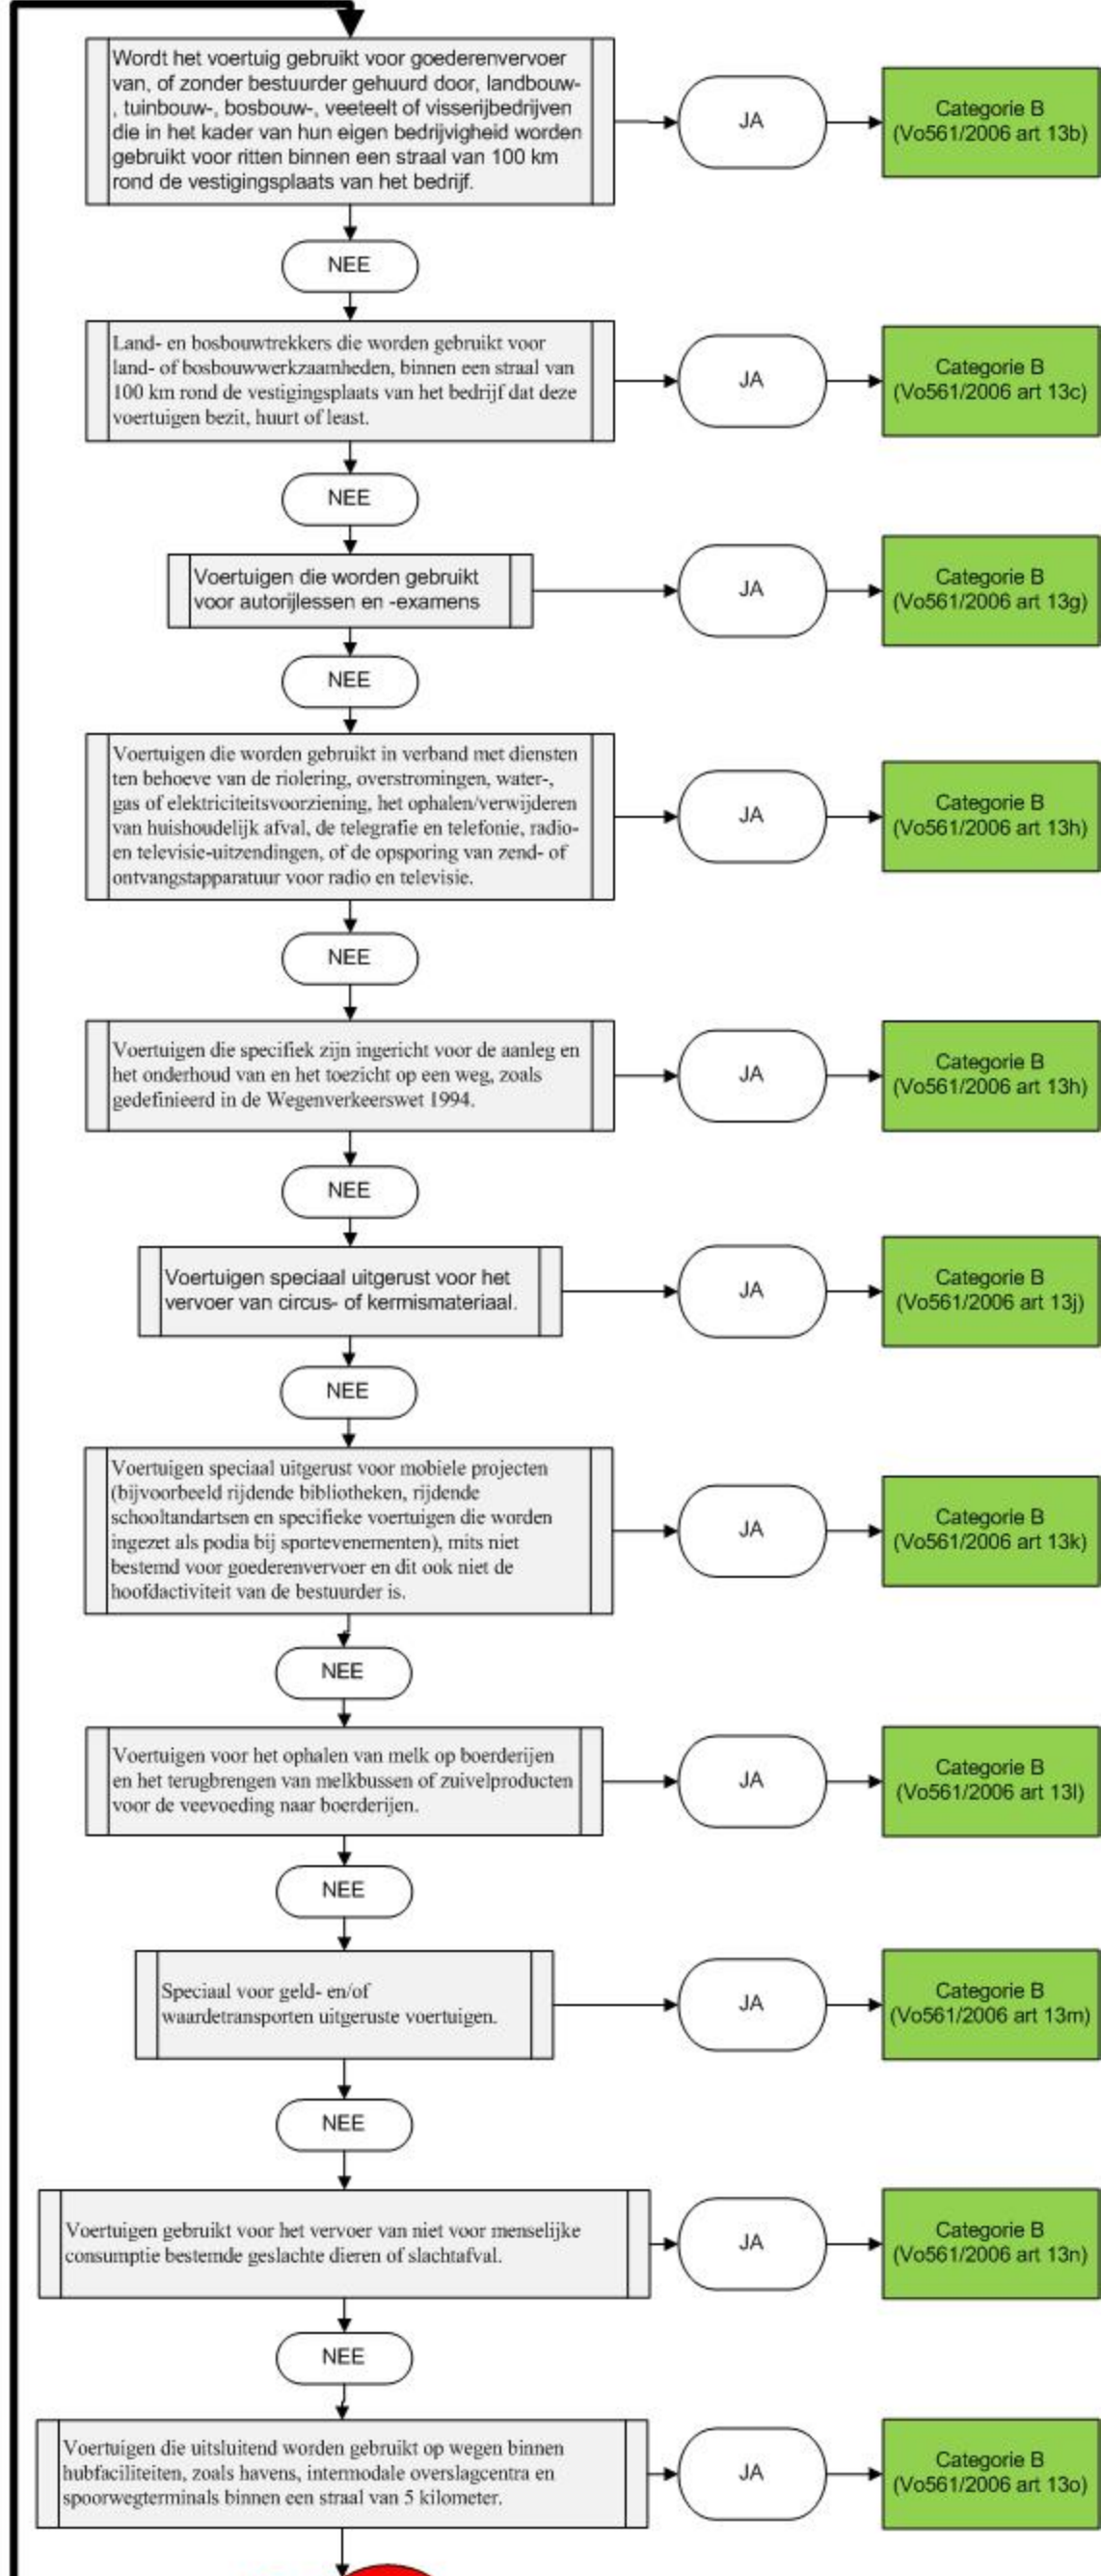 Wordt het voertuig gebruikt voor goederenvervoer
van, of zonder bestuurder gehuurd door, landbouw-
, tuinbouw-, bosbouw-, veeteelt of visserijbedrijven
die in het kader van hun eigen bedrijvigheid worden
gebruikt voor ritten binnen een straal van 100 km
rond de vestigingsplaats van het bedrijf.
JA
Categorie B
(Vo561/2006 art 13b)
NEE
Land- en bosbouwtrekkers die worden gebruikt voor
land- of bosbouwwerkzaamheden, binnen een straal van
100 km rond de vestigingsplaats van het bedrijf dat deze
voertuigen bezit, huurt of least.
JA
Categorie B
(Vo561/2006 art 13c)
NEE
Voertuigen die worden gebruikt
voor autorijlessen en -examens
JA
Categorie B
(Vo561/2006 art 13g)
NEE
Voertuigen die worden gebruikt in verband met diensten
ten behoeve van de riolering, overstromingen, water-,
gas of elektriciteitsvoorziening, het ophalen/verwijderen
van huishoudelijk afval, de telegrafie en telefonie, radio-
en televisie-uitzendingen, of de opsporing van zend- of
ontvangstapparatuur voor radio en televisie.
JA
Categorie B
(Vo561/2006 art 13h)
NEE
Voertuigen die specifiek zijn ingericht voor de aanleg en
het onderhoud van en het toezicht op een weg, zoals
gedefinieerd in de Wegenverkeerswet 1994.
JA
Categorie B
(Vo561/2006 art 13h)
NEE
Voertuigen speciaal uitgerust voor het
vervoer van circus- of kermismateriaal.
JA
Categorie B
(Vo561/2006 art 13j)
NEE
Voertuigen speciaal uitgerust voor mobiele projecten
(bijvoorbeeld rijdende bibliotheken, rijdende
schooltandartsen en specifieke voertuigen die worden
ingezet als podia bij sportevenementen), mits niet
bestemd voor goederenvervoer en dit ook niet de
hoofdactiviteit van de bestuurder is.
JA
Categorie B
(Vo561/2006 art 13k)
NEE
Voertuigen voor het ophalen van melk op boerderijen
en het terugbrengen van melkbussen of zuivelproducten
voor de veevoeding naar boerderijen.
JA
Categorie B
(Vo561/2006 art 13l)
NEE
Speciaal voor geld- en/of
waardetransporten uitgeruste voertuigen.
JA
Categorie B
(Vo561/2006 art 13m)
NEE
Voertuigen gebruikt voor het vervoer van niet voor menselijke
consumptie bestemde geslachte dieren of slachtafval.
JA
Categorie B
(Vo561/2006 art 13n)
NEE
Voertuigen die uitsluitend worden gebruikt op wegen binnen
hubfaciliteiten, zoals havens, intermodale overslagcentra en
spoorwegterminals binnen een straal van 5 kilometer.
JA
Categorie B
(Vo561/2006 art 13o)